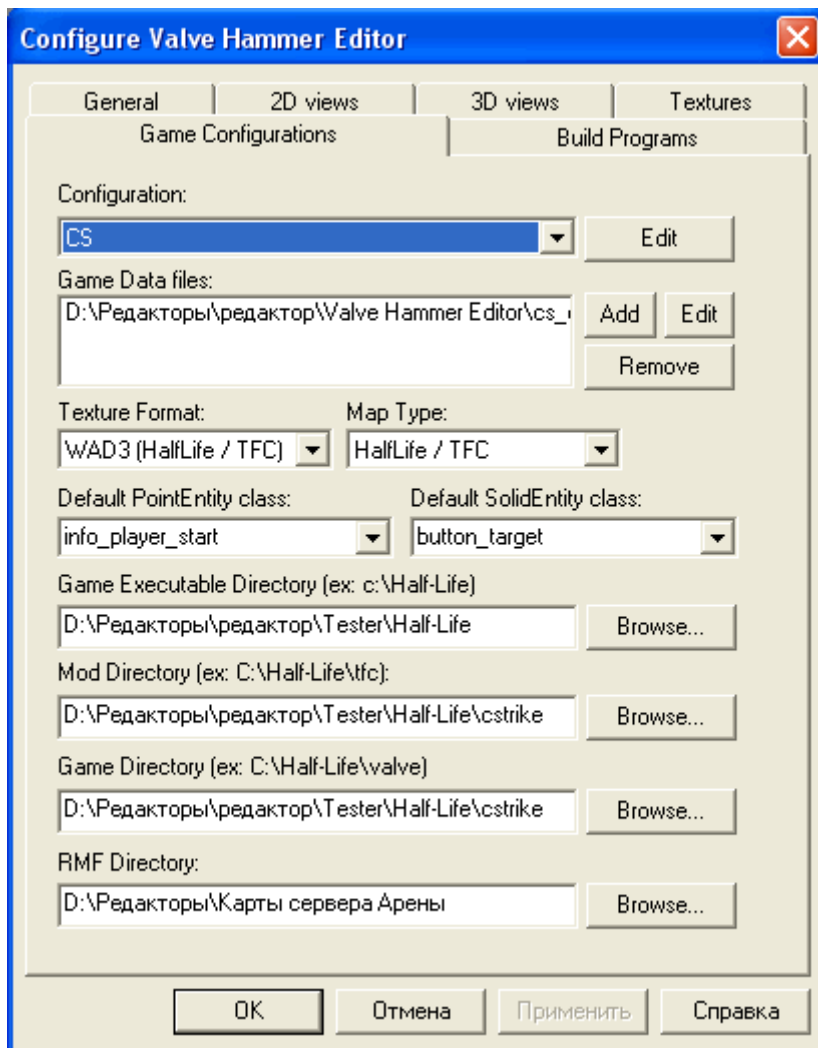 Configure Valve Hammer Editor
General 2D views 3D views Textures
Game Configurations Build Programs
Configuration:
CS Edit
Game Data files:
D:\Редакторы\редактор\Valve Hammer Editor\cs_ Add Edit
Remove
Texture Format: Map Type:
WAD3 (HalfLife / TFC) HalfLife / TFC
Default PointEntity class: Default SolidEntity class:
info_player_start button_target
Game Executable Directory (ex: c:\Half-Life)
D:\Редакторы\редактор\Tester\Half-Life Browse...
Mod Directory (ex: C:\Half-Life\tfc):
D:\Редакторы\редактор\Tester\Half-Life\cstrike Browse...
Game Directory (ex: C:\Half-Life\valve)
D:\Редакторы\редактор\Tester\Half-Life\cstrike Browse...
RMF Directory:
D:\Редакторы\Карты сервера Арены Browse...
OK Отмена Применить Справка